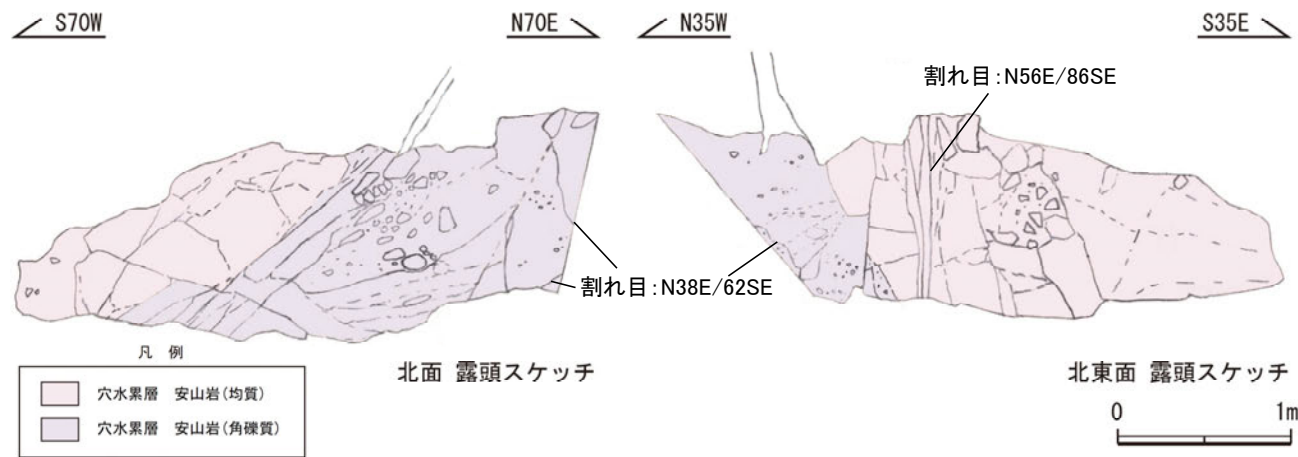 S70W
N70E
N35W
S35E
割れ目:N56E/86SE
割れ目:N38E/62SE
凡 例
穴水累層 安山岩(均質)
穴水累層 安山岩(角礫質)
北面 露頭スケッチ
北東面 露頭スケッチ
0
1m